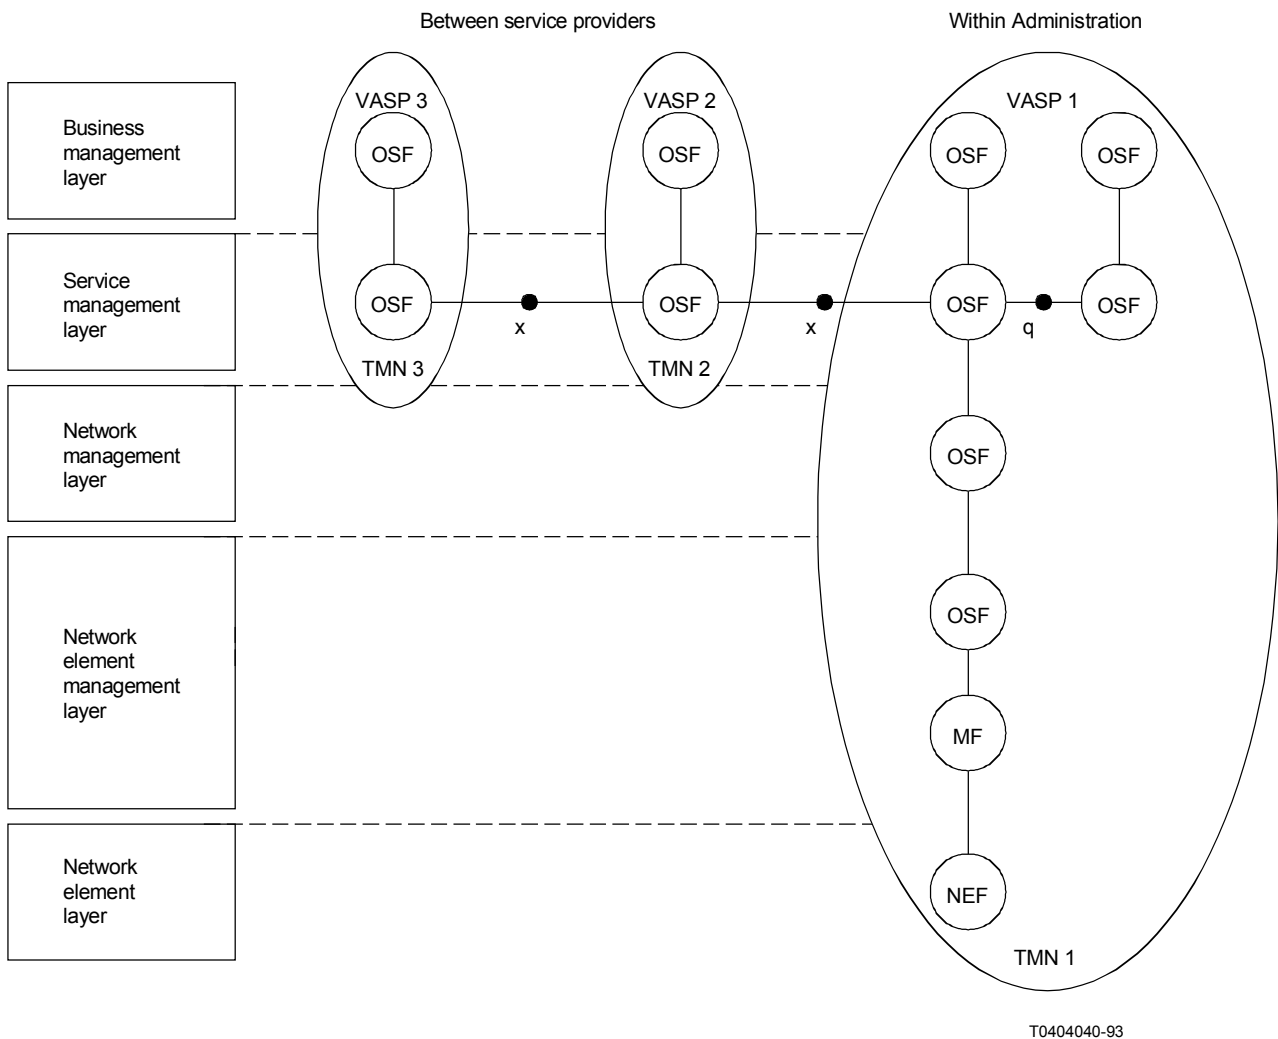 Between service providers
Within Administration
VASP 3
VASP 2
VASP 1
Business
management
layer
OSF
OSF
OSF
OSF
Service
management
layer
OSF
OSF
OSF
OSF
x
x
q
TMN 3
TMN 2
Network
management
layer
OSF
Network
element
management
layer
OSF
MF
Network
element
layer
NEF
TMN 1
T0404040-93